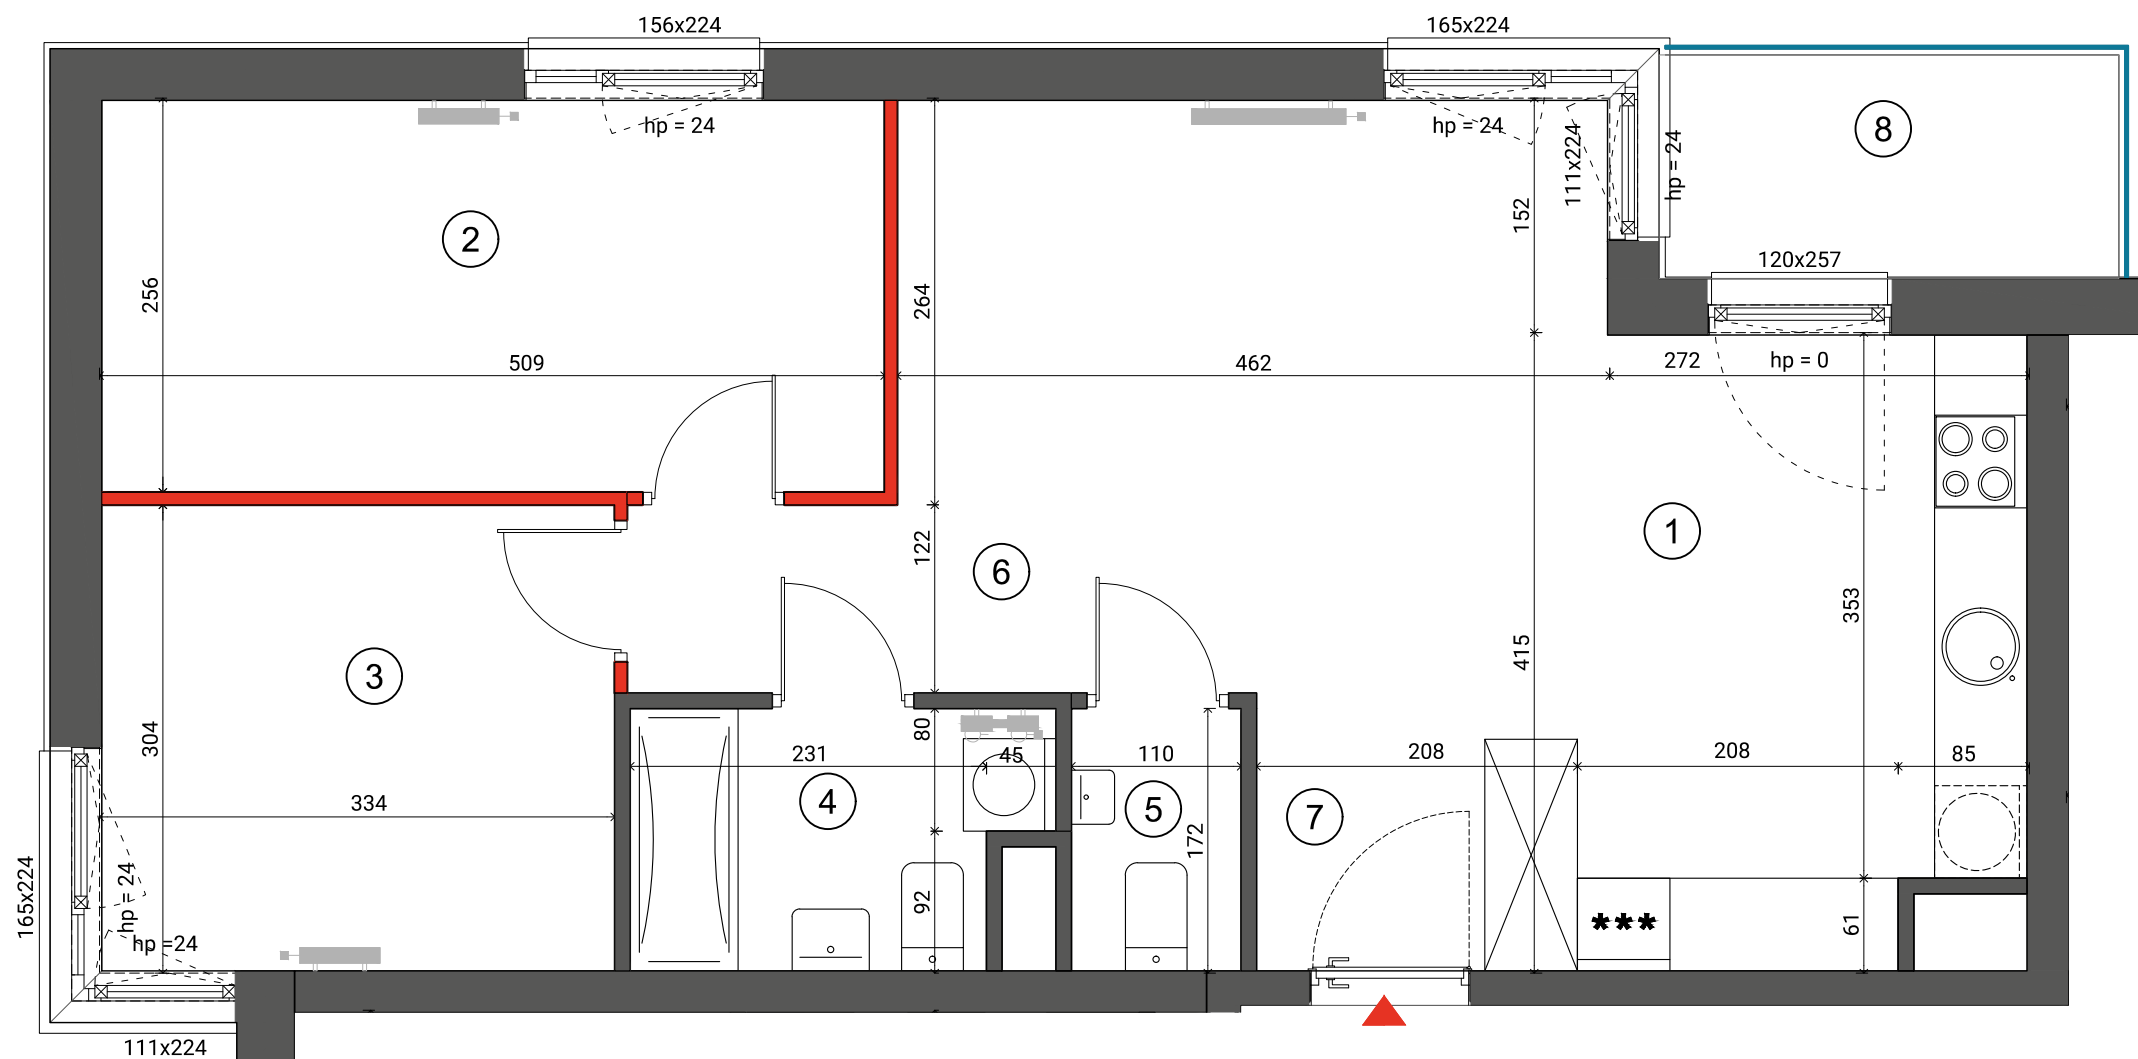 156x224
165x224
hp = 24
hp = 24
111x224
hp = 24
8
2
152
120x257
256
264
509
462
272
hp = 0
1
122
6
353
415
3
304
80
231
45
110
208
208
85
4
5
7
334
172
165x224
hp = 24
92
61
***
hp =24
111x224